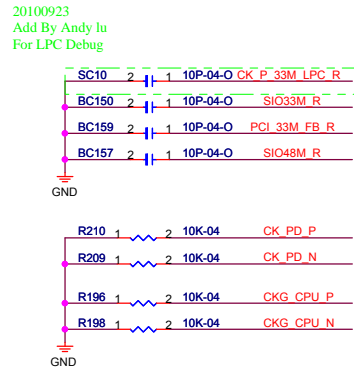 20100923
Add By Andy lu
For LPC Debug
SC10 2 1 10P-04-O CK_P_33M_LPC_R
BC150 2 1 10P-04-O SIO33M_R
BC159 2 1 10P-04-O PCI_33M_FB_R
BC157 2 1 10P-04-O SIO48M_R
GND
R210 1 2 10K-04 CK_PD_P
R209 1 2 10K-04 CK_PD_N
R196 1 2 10K-04 CKG_CPU_P
R198 1 2 10K-04 CKG_CPU_N
GND